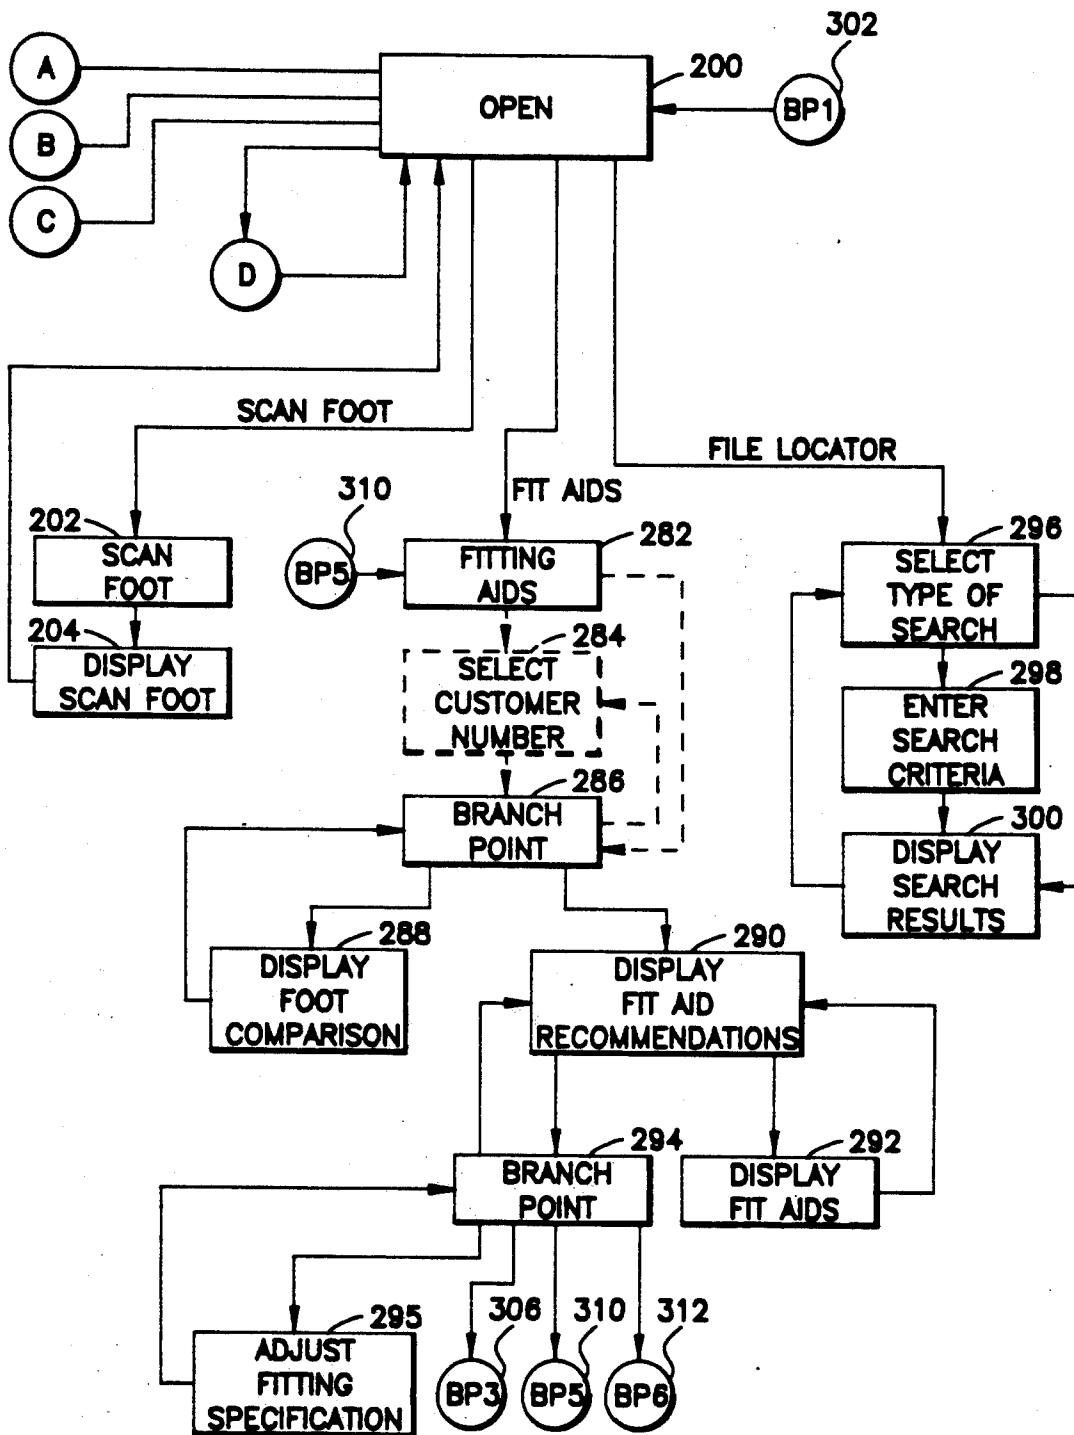 302
A
OPEN
200
BP1
B
C
D
SCAN FOOT
FILE LOCATOR
FIT AIDS
310
BP5
202
SCAN
FOOT
204
DISPLAY
SCAN FOOT
282
FITTING
AIDS
284
SELECT
CUSTOMER
NUMBER
286
BRANCH
POINT
296
SELECT
TYPE OF
SEARCH
298
ENTER
SEARCH
CRITERIA
300
DISPLAY
SEARCH
RESULTS
288
DISPLAY
FOOT
COMPARISON
290
DISPLAY
FIT AID
RECOMMENDATIONS
294
BRANCH
POINT
292
DISPLAY
FIT AIDS
295
ADJUST
FITTING
SPECIFICATION
306
BP3
310
BP5
312
BP6